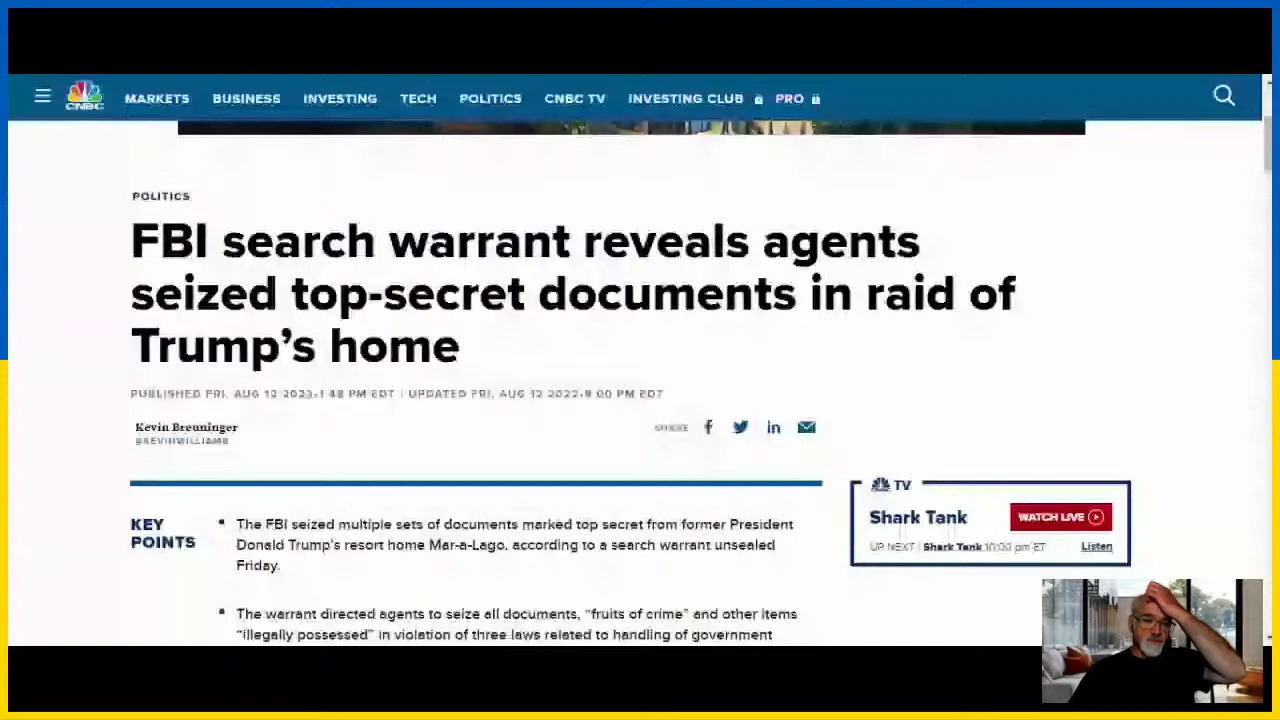 CNBC
MARKETS BUSINESS INVESTING TECH POLITICS CNBC TV INVESTING CLUB PRO
POLITICS
FBI search warrant reveals agents
seized top-secret documents in raid of
Trump's home
PUBLISHED FRI, AUG 12 2022 1:48 PM EDT | UPDATED FRI, AUG 12 2022 9:00 PM EDT
Kevin Breuninger
@KEVINWILLIAMB
SHARE
KEY
POINTS
The FBI seized multiple sets of documents marked top secret from former President
Donald Trump's resort home Mar-a-Lago, according to a search warrant unsealed
Friday.
The warrant directed agents to seize all documents, "fruits of crime" and other items
"illegally possessed" in violation of three laws related to handling of government
TV
Shark Tank
WATCH LIVE
UP NEXT | Shark Tank 10:00 pm ET
Listen